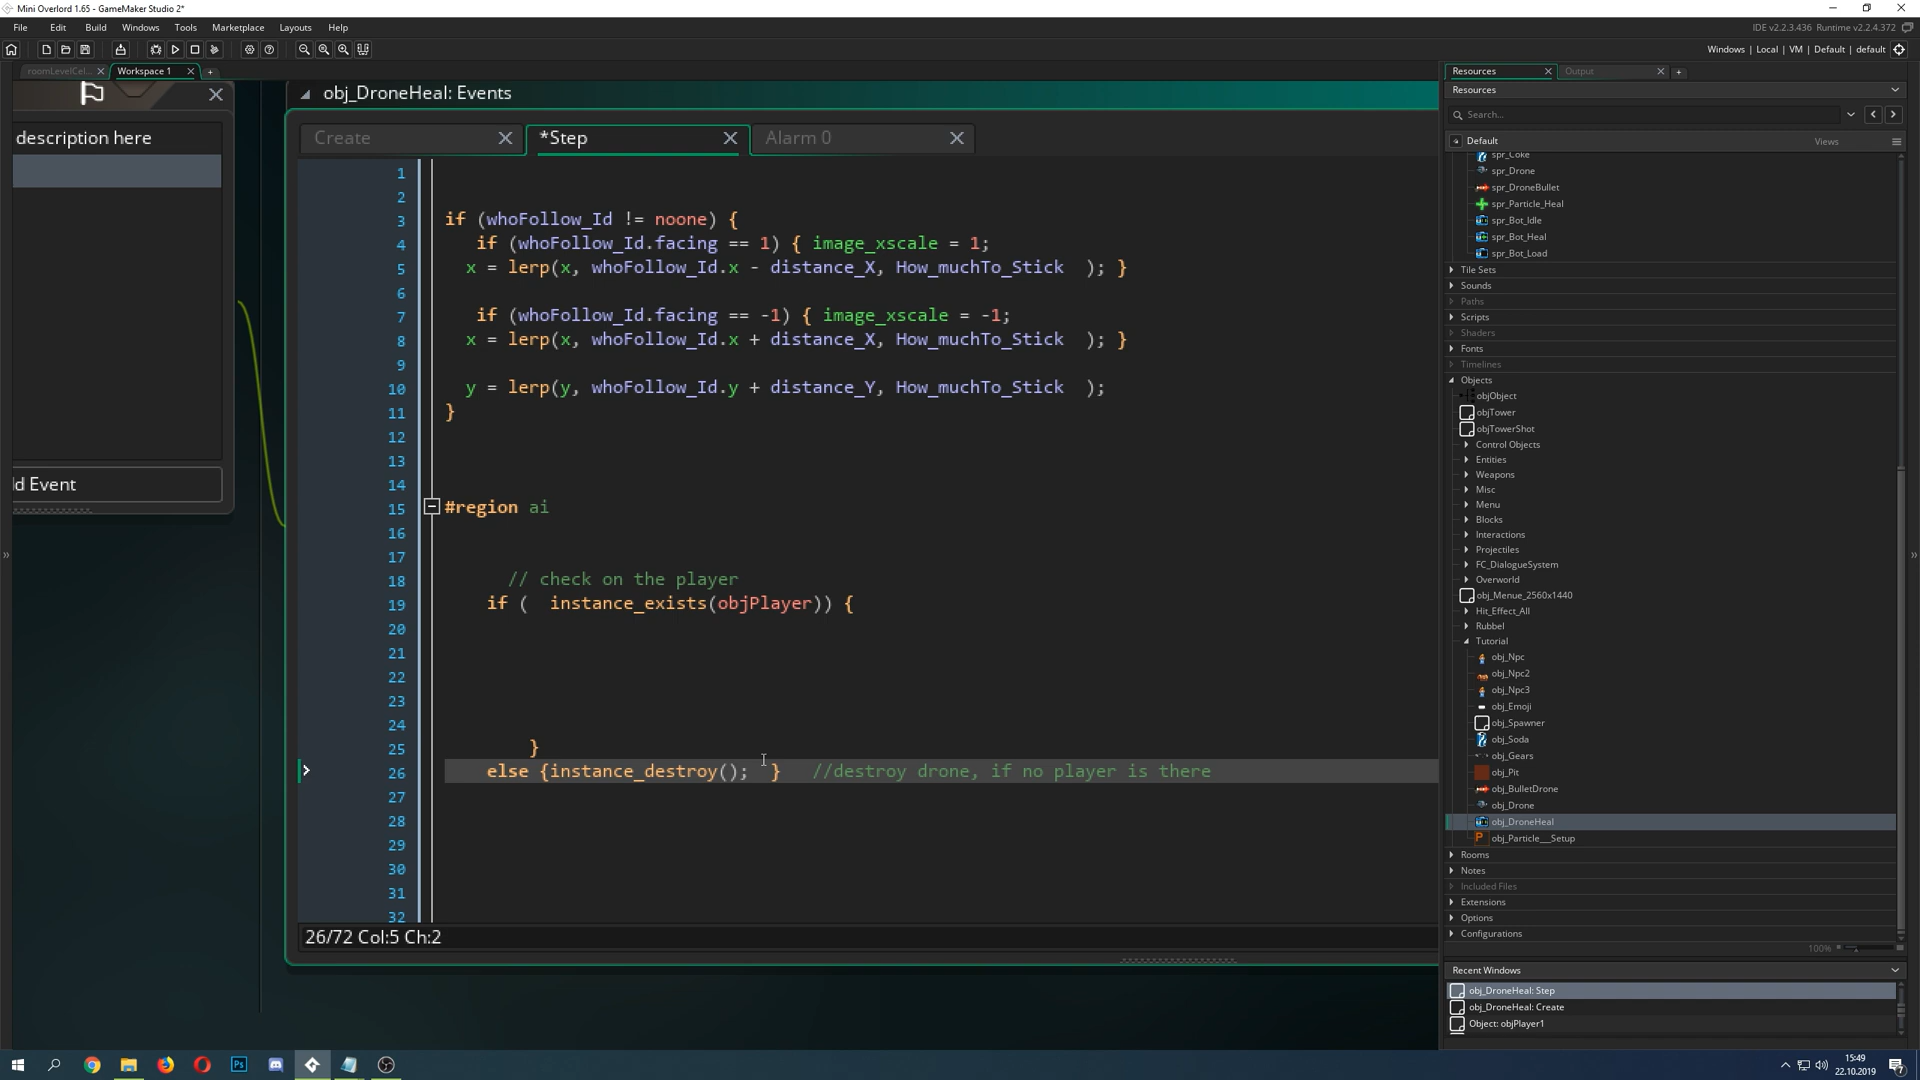 Mini Overlord 1.65 - GameMaker Studio 2*
File Edit Build Windows Tools Marketplace Layouts Help
IDE v2.2.3.436 Runtime v2.2.4.372
Windows | Local | VM | Default | default
roomLevelCel...
Workspace 1
description here
d Event
obj_DroneHeal: Events
Create
*Step
Alarm 0
1
2
3 if (whoFollow_Id != noone) {
4 if (whoFollow_Id.facing == 1) { image_xscale = 1;
5 x = lerp(x, whoFollow_Id.x - distance_X, How_muchTo_Stick ); }
6
7 if (whoFollow_Id.facing == -1) { image_xscale = -1;
8 x = lerp(x, whoFollow_Id.x + distance_X, How_muchTo_Stick ); }
9
10 y = lerp(y, whoFollow_Id.y + distance_Y, How_muchTo_Stick );
11 }
12
13
14
15 #region ai
16
17
18 // check on the player
19 if ( instance_exists(objPlayer)) {
20
21
22
23
24
25 }
26 else {instance_destroy(); } //destroy drone, if no player is there
27
28
29
30
31
32
26/72 Col:5 Ch:2
Resources
Output
Resources
Search...
Default
Views
spr_Coke
spr_Drone
spr_DroneBullet
spr_Particle_Heal
spr_Bot_Idle
spr_Bot_Heal
spr_Bot_Load
Tile Sets
Sounds
Paths
Scripts
Shaders
Fonts
Timelines
Objects
objObject
objTower
objTowerShot
Control Objects
Entities
Weapons
Misc
Menu
Blocks
Interactions
Projectiles
FC_DialogueSystem
Overworld
obj_Menue_2560x1440
Hit_Effect_All
Rubbel
Tutorial
obj_Npc
obj_Npc2
obj_Npc3
obj_Emoji
obj_Spawner
obj_Soda
obj_Gears
obj_Pit
obj_BulletDrone
obj_Drone
obj_DroneHeal
obj_Particle__Setup
Rooms
Notes
Included Files
Extensions
Options
Configurations
100%
Recent Windows
obj_DroneHeal: Step
obj_DroneHeal: Create
Object: objPlayer1
15:49
22.10.2019